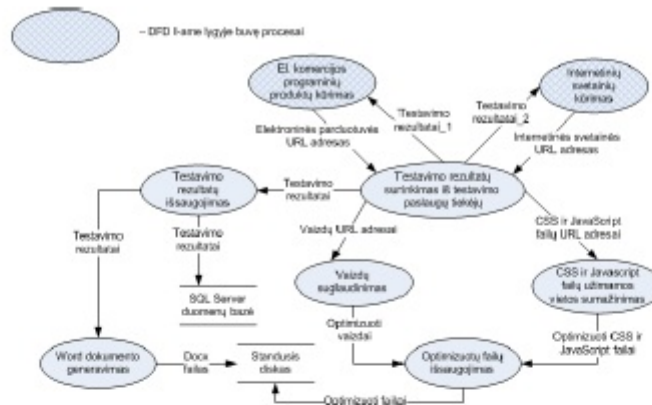 – DFD II-ame lygyje buvę procesai
El. komercijos
programinių
produktų kūrimas
Internetinių
svetainių
kūrimas
Testavimo
rezultatai_1
Testavimo
rezultatai_2
Elektroninės parduotuvės
URL adresas
Internetinės svetainės
URL adresas
Testavimo rezultatų
surinkimas iš testavimo
paslaugų tiekėjų
Testavimo
rezultatų
išsaugojimas
Testavimo
rezultatai
Testavimo
rezultatai
Testavimo
rezultatai
Vaizdų URL adresai
CSS ir JavaScript
failų URL adresai
SQL Server
duomenų bazė
Vaizdų
suglaudinimas
CSS ir Javascript
failų užimamos
vietos sumažinimas
Optimizuoti
vaizdai
Optimizuoti CSS ir
JavaScript failai
Word dokumento
generavimas
Docx
failas
Standusis
diskas
Optimizuotų failų
išsaugojimas
Optimizuoti failai